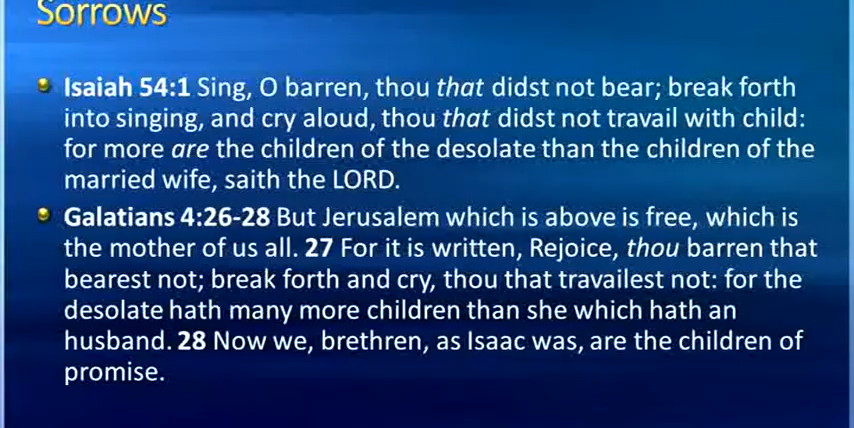 Sorrows
Isaiah 54:1 Sing, O barren, thou that didst not bear; break forth
into singing, and cry aloud, thou that didst not travail with child:
for more are the children of the desolate than the children of the
married wife, saith the LORD.
Galatians 4:26-28 But Jerusalem which is above is free, which is
the mother of us all. 27 For it is written, Rejoice, thou barren that
bearest not; break forth and cry, thou that travailest not: for the
desolate hath many more children than she which hath an
husband. 28 Now we, brethren, as Isaac was, are the children of
promise.